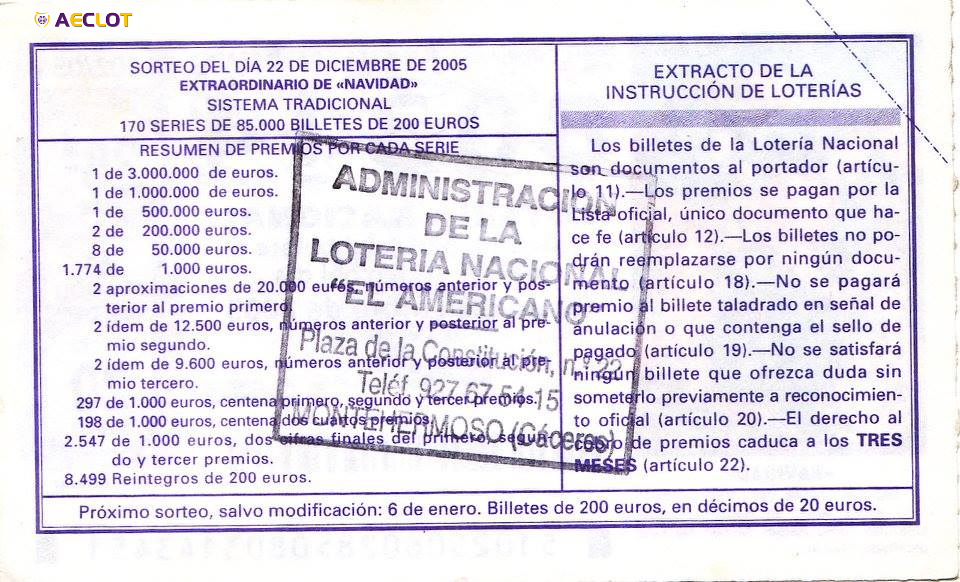 AECLOT
SORTEO DEL DÍA 22 DE DICIEMBRE DE 2005
EXTRAORDINARIO DE «NAVIDAD»
SISTEMA TRADICIONAL
170 SERIES DE 85.000 BILLETES DE 200 EUROS
RESUMEN DE PREMIOS POR CADA SERIE
1 de 3.000.000 de euros.
1 de 1.000.000 de euros.
1 de 500.000 euros.
2 de 200.000 euros.
8 de 50.000 euros.
1.774 de 1.000 euros.
2 aproximaciones de 20.000 euros, números anterior y pos-
terior al premio primero.
2 ídem de 12.500 euros, números anterior y posterior al pre-
mio segundo.
2 ídem de 9.600 euros, números anterior y posterior al pre-
mio tercero.
297 de 1.000 euros, centena primero, segundo y tercer premios.
198 de 1.000 euros, centena dos cuartos premios.
2.547 de 1.000 euros, dos cifras finales del primero, segun-
do y tercer premios.
8.499 Reintegros de 200 euros.
EXTRACTO DE LA
INSTRUCCIÓN DE LOTERÍAS
Los billetes de la Lotería Nacional
son documentos al portador (artícu-
lo 11).—Los premios se pagan por la
Lista oficial, único documento que ha-
ce fe (artículo 12).—Los billetes no po-
drán reemplazarse por ningún docu-
mento (artículo 18).—No se pagará
premio al billete taladrado en señal de
anulación o que contenga el sello de
pagado (artículo 19).—No se satisfará
ningún billete que ofrezca duda sin
someterlo previamente a reconocimien-
to oficial (artículo 20).—El derecho al
cobro de premios caduca a los TRES
MESES (artículo 22).
ADMINISTRACION
DE LA
LOTERIA NACIONAL
"EL AMERICANO"
Plaza de la Constitución, n.º 22
Teléf. 927 67 54 15
MONTEHERMOSO (Cáceres)
Próximo sorteo, salvo modificación: 6 de enero. Billetes de 200 euros, en décimos de 20 euros.